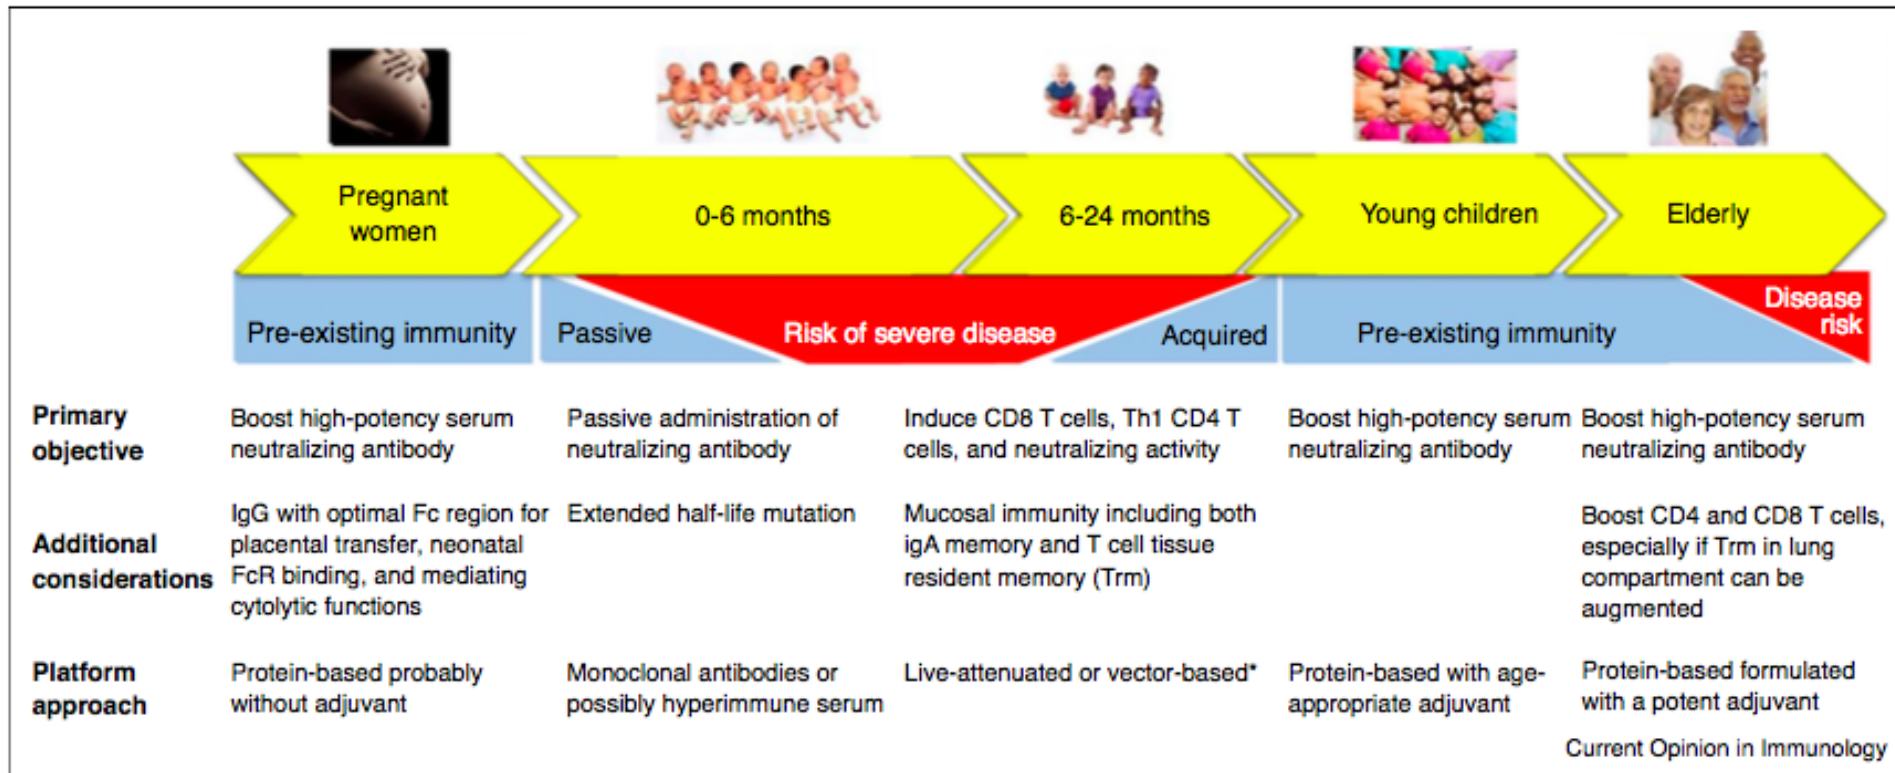 Pregnant
women
0-6 months
6-24 months
Young children
Elderly
Pre-existing immunity
Passive
Risk of severe disease
Acquired
Pre-existing immunity
Disease
risk
Primary
objective
Boost high-potency serum
neutralizing antibody
Passive administration of
neutralizing antibody
Induce CD8 T cells, Th1 CD4 T
cells, and neutralizing activity
Boost high-potency serum
neutralizing antibody
Boost high-potency serum
neutralizing antibody
Additional
considerations
IgG with optimal Fc region for
placental transfer, neonatal
FcR binding, and mediating
cytolytic functions
Extended half-life mutation
Mucosal immunity including both
igA memory and T cell tissue
resident memory (Trm)
Boost CD4 and CD8 T cells,
especially if Trm in lung
compartment can be
augmented
Platform
approach
Protein-based probably
without adjuvant
Monoclonal antibodies or
possibly hyperimmune serum
Live-attenuated or vector-based*
Protein-based with age-
appropriate adjuvant
Protein-based formulated
with a potent adjuvant
Current Opinion in Immunology